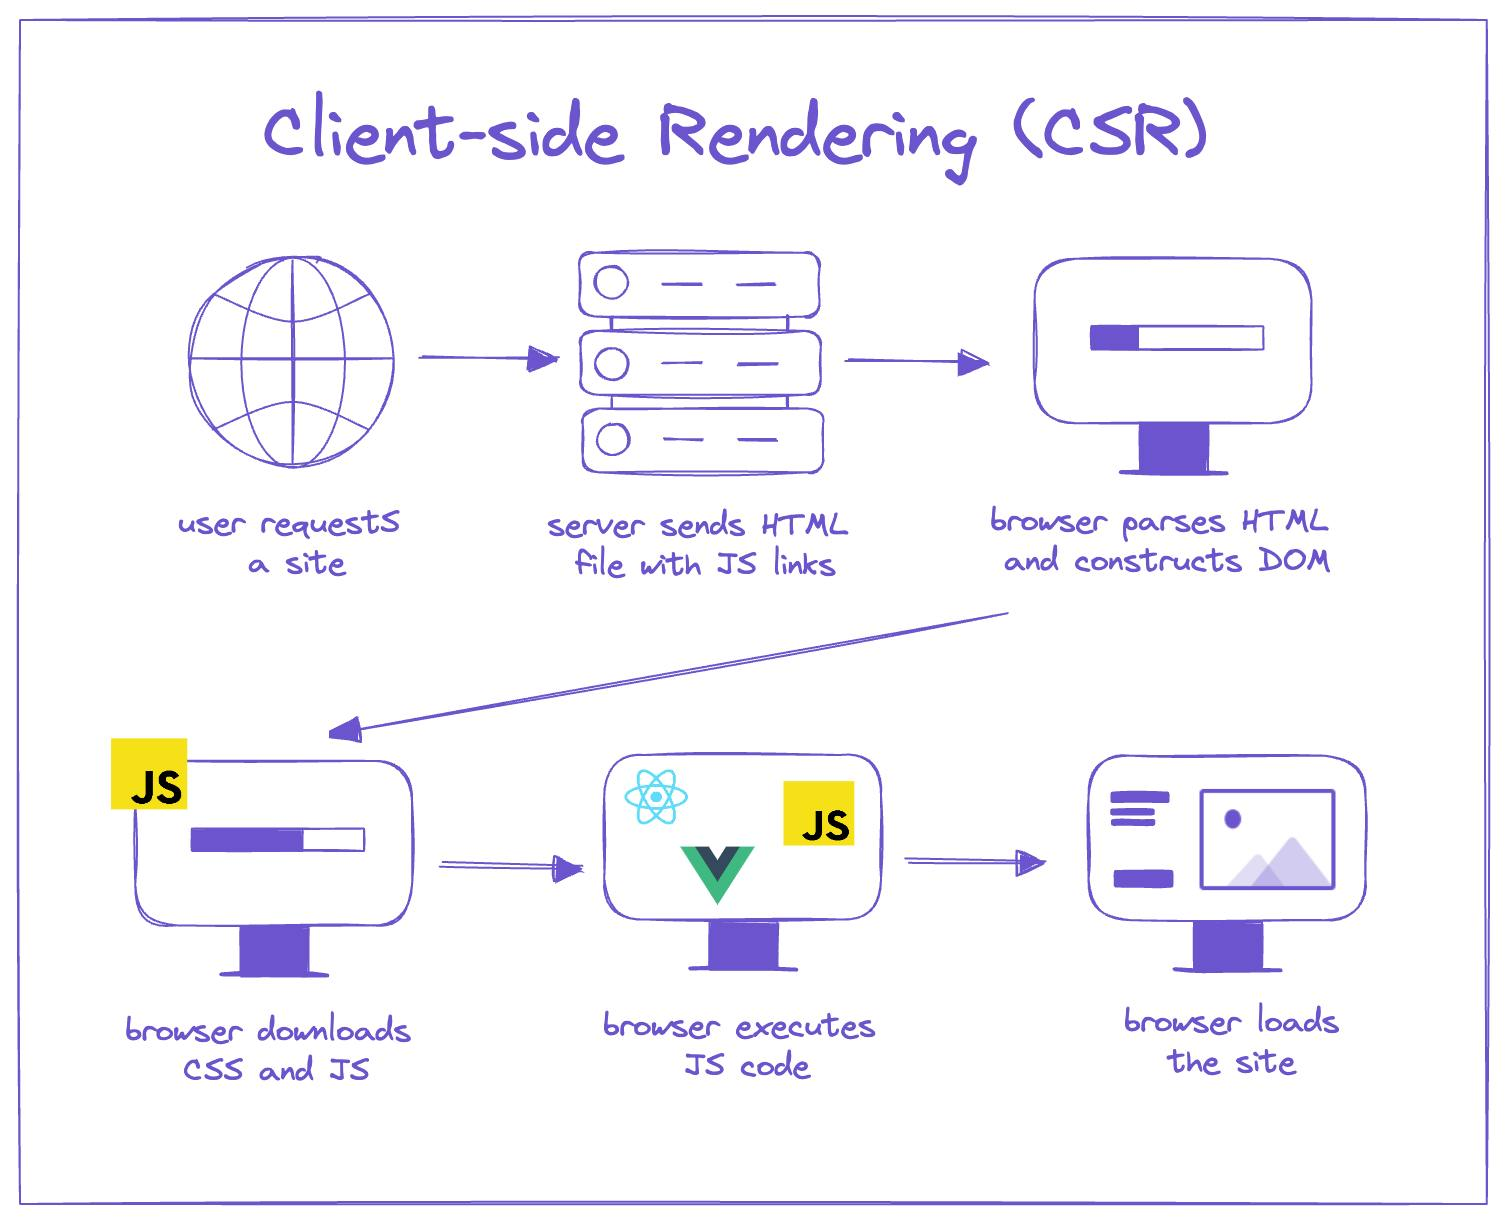 Client-side Rendering (CSR)
user requests
a site
server sends HTML
file with JS links
browser parses HTML
and constructs DOM
JS
browser downloads
CSS and JS
JS
browser executes
JS code
browser loads
the site